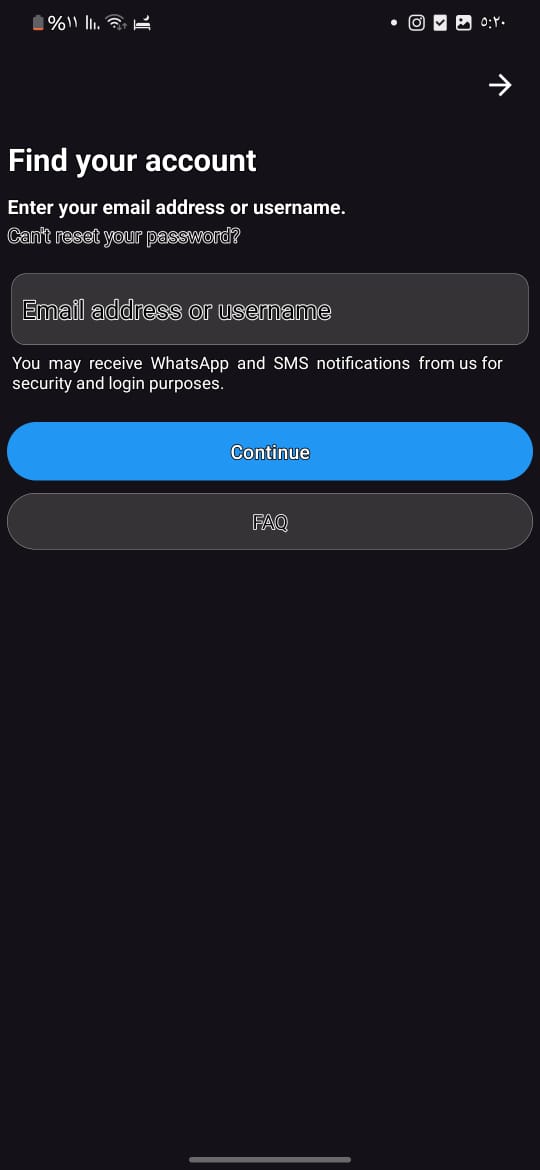 %١١
٥:٢٠
Find your account
Enter your email address or username.
Can't reset your password?
Email address or username
You may receive WhatsApp and SMS notifications from us for
security and login purposes.
Continue
FAQ